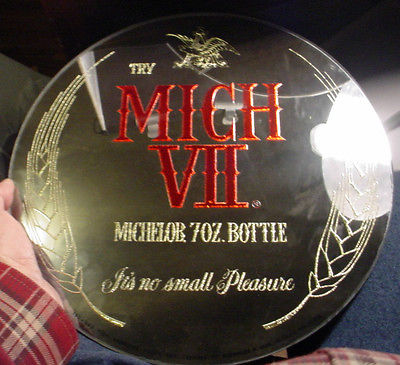 TRY
MICH
VII®
MICHELOB 7OZ. BOTTLE
It's no small Pleasure